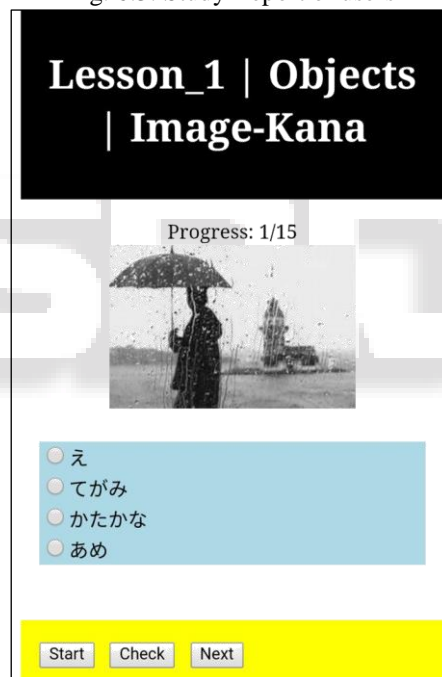 Lesson_1 | Objects
| Image-Kana
Progress: 1/15
え
てがみ
かたかな
あめ
Start Check Next